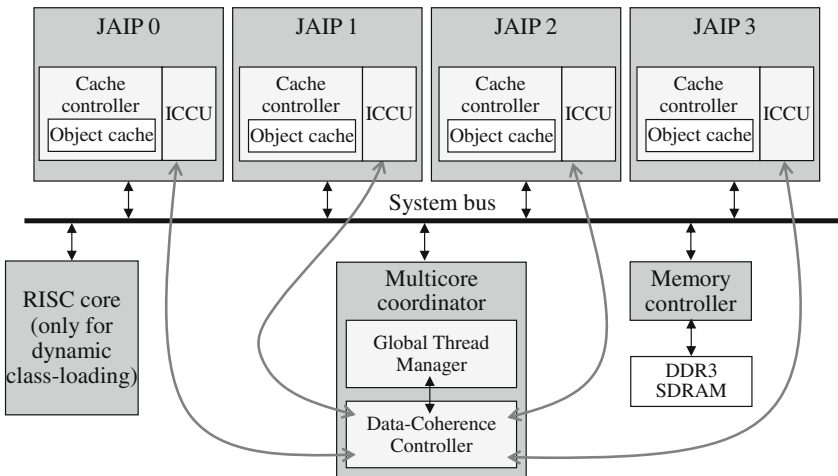 JAIP 0
Cache
controller
Object cache
ICCU
JAIP 1
Cache
controller
Object cache
ICCU
JAIP 2
Cache
controller
Object cache
ICCU
JAIP 3
Cache
controller
Object cache
ICCU
System bus
RISC core
(only for
dynamic
class-loading)
Multicore
coordinator
Global Thread
Manager
Data-Coherence
Controller
Memory
controller
DDR3
SDRAM